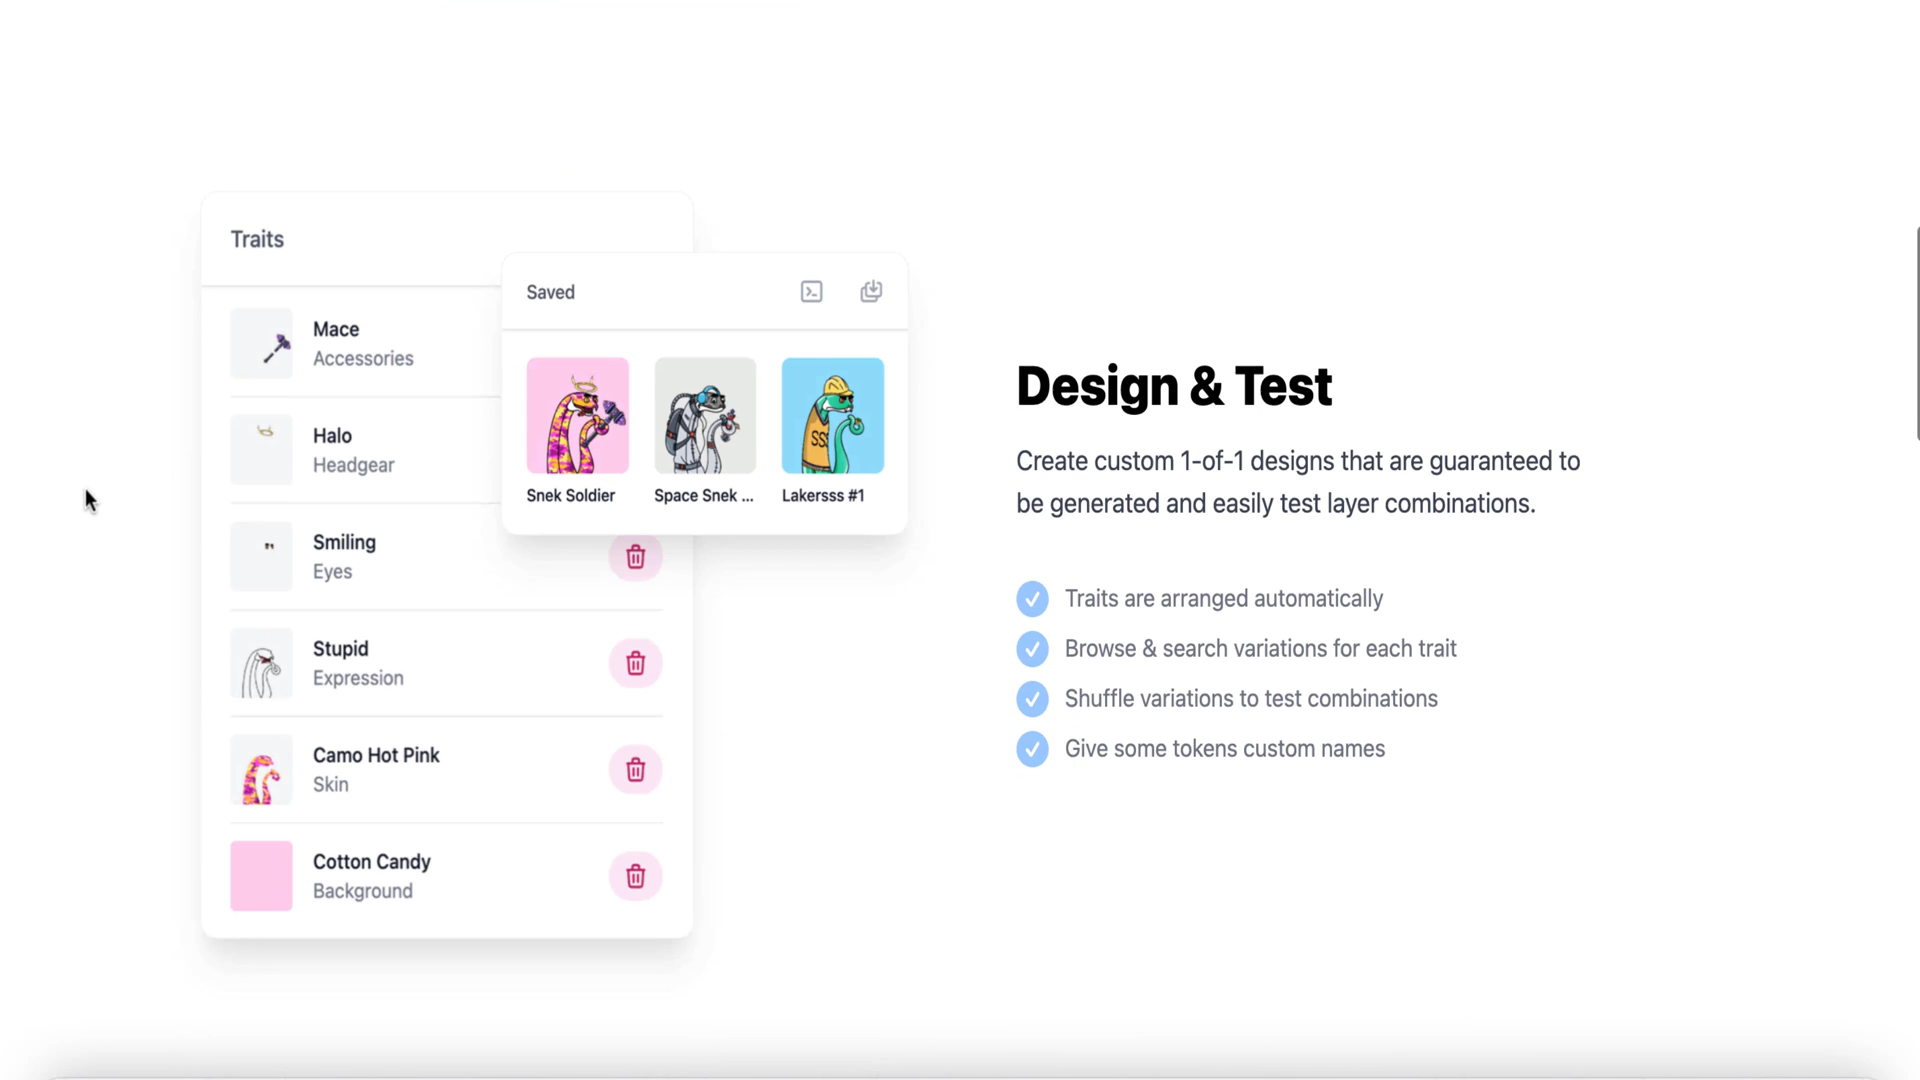 Traits
Mace
Accessories
Halo
Headgear
Smiling
Eyes
Stupid
Expression
Camo Hot Pink
Skin
Cotton Candy
Background
Saved
SSS
Snek Soldier
Space Snek ...
Lakersss #1
Design & Test
Create custom 1-of-1 designs that are guaranteed to
be generated and easily test layer combinations.
Traits are arranged automatically
Browse & search variations for each trait
Shuffle variations to test combinations
Give some tokens custom names